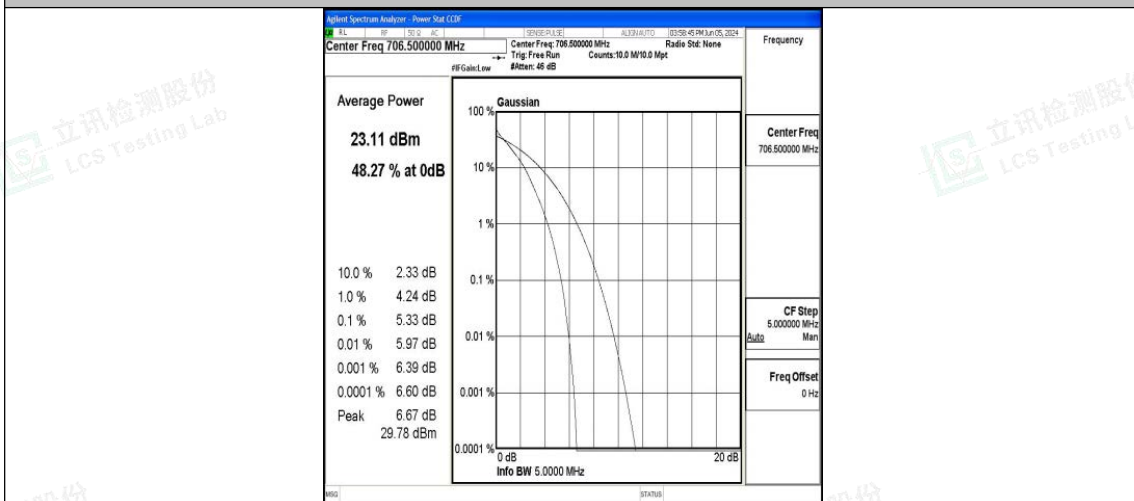 Agilent Spectrum Analyzer - Power Stat CCDF
RL RF 50 Ω AC SENSE:PULSE ALIGN AUTO 03:58:45 PM Jun 05, 2024
Center Freq 706.500000 MHz
Center Freq: 706.500000 MHz Radio Std: None
Trig: Free Run Counts:10.0 M/10.0 Mpt
#IFGain:Low #Atten: 46 dB
Frequency
Average Power
23.11 dBm
48.27 % at 0dB
10.0 % 2.33 dB
1.0 % 4.24 dB
0.1 % 5.33 dB
0.01 % 5.97 dB
0.001 % 6.39 dB
0.0001 % 6.60 dB
Peak 6.67 dB
29.78 dBm
Gaussian
100 %
10 %
1 %
0.1 %
0.01 %
0.001 %
0.0001 %
0 dB 20 dB
Info BW 5.0000 MHz
Center Freq
706.500000 MHz
CF Step
5.000000 MHz
Auto Man
Freq Offset
0 Hz
MSG STATUS
立讯检测股份
LCS Testing Lab
立讯检测股份
LCS Testing L